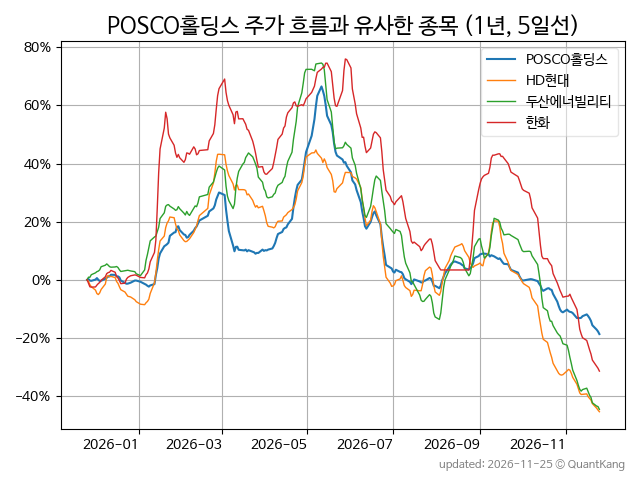 POSCO홀딩스 주가 흐름과 유사한 종목 (1년, 5일선)
80%
60%
40%
20%
0%
−20%
−40%
POSCO홀딩스
HD현대
두산에너빌리티
한화
2026-01
2026-03
2026-05
2026-07
2026-09
2026-11
updated: 2026-11-25 © QuantKang